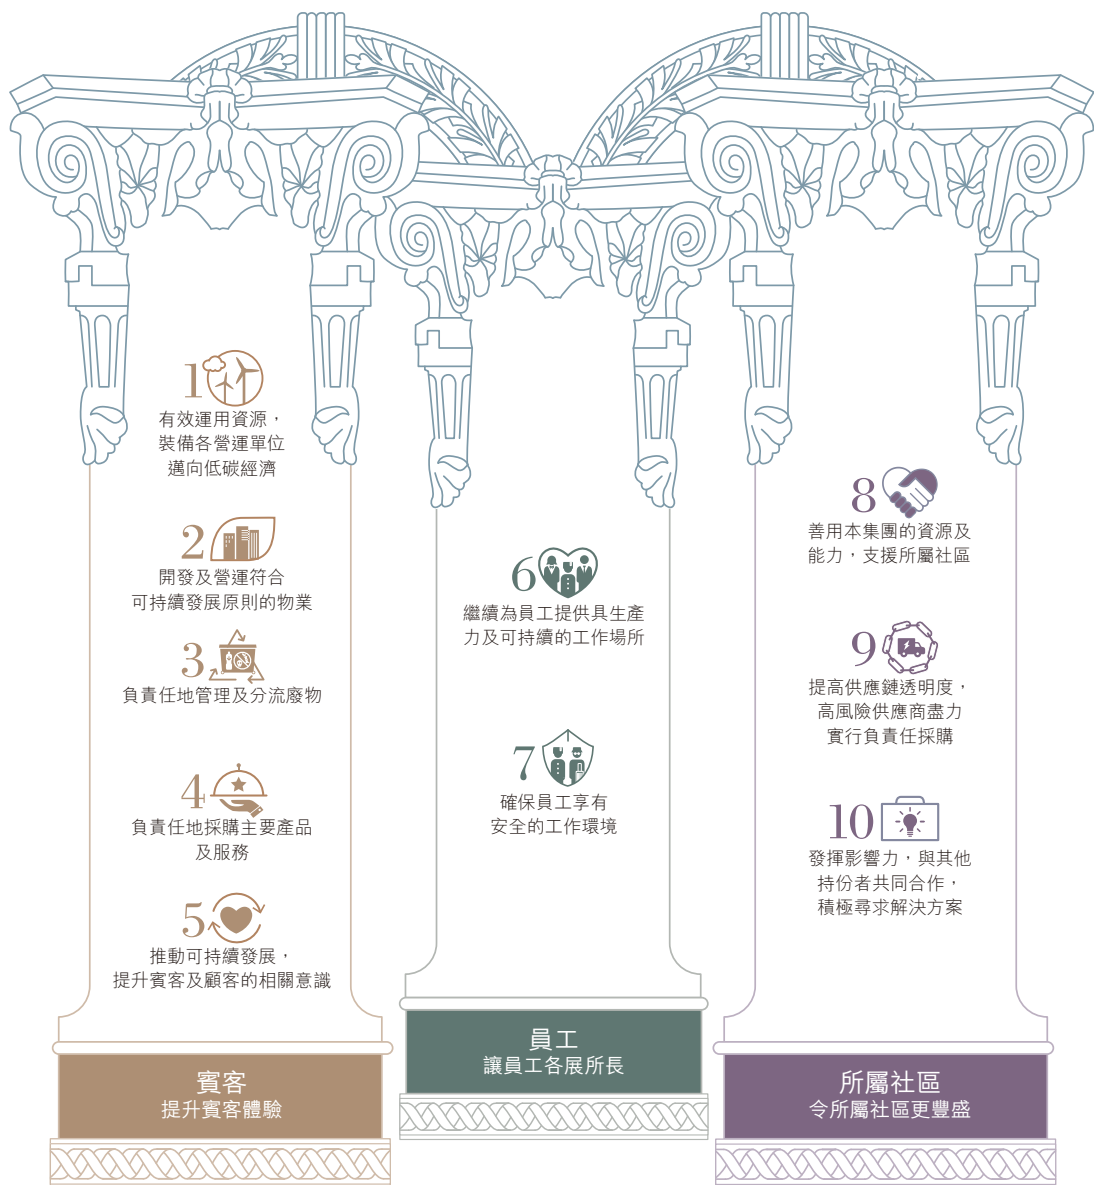 1
有效運用資源，
裝備各營運單位
邁向低碳經濟
2
開發及營運符合
可持續發展原則的物業
3
負責任地管理及分流廢物
4
負責任地採購主要產品
及服務
5
推動可持續發展，
提升賓客及顧客的相關意識
賓客
提升賓客體驗
6
繼續為員工提供具生產
力及可持續的工作場所
7
確保員工享有
安全的工作環境
員工
讓員工各展所長
8
善用本集團的資源及
能力，支援所屬社區
9
提高供應鏈透明度，
高風險供應商盡力
實行負責任採購
10
發揮影響力，與其他
持份者共同合作，
積極尋求解決方案
所屬社區
令所屬社區更豐盛